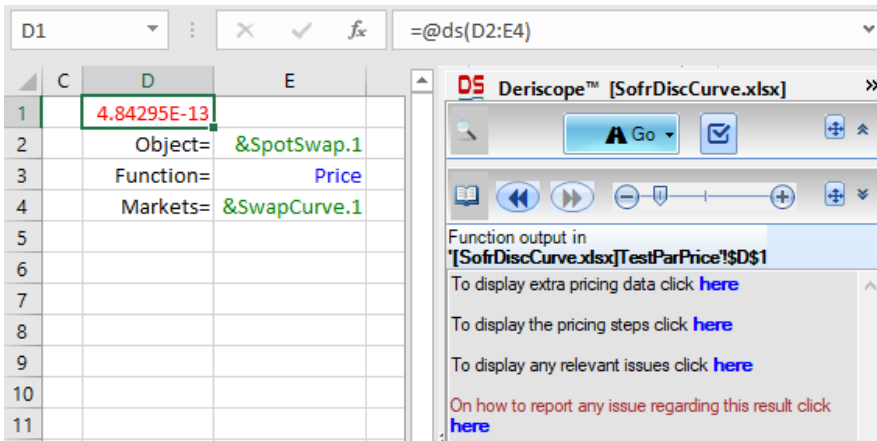 D1
fx
=@ds(D2:E4)
C D E
1 4.84295E-13
2 Object= &SpotSwap.1
3 Function= Price
4 Markets= &SwapCurve.1
5
6
7
8
9
10
11
DS Deriscope™ [SofrDiscCurve.xlsx] »
Go
Function output in
'[SofrDiscCurve.xlsx]TestParPrice'!$D$1
To display extra pricing data click here
To display the pricing steps click here
To display any relevant issues click here
On how to report any issue regarding this result click
here